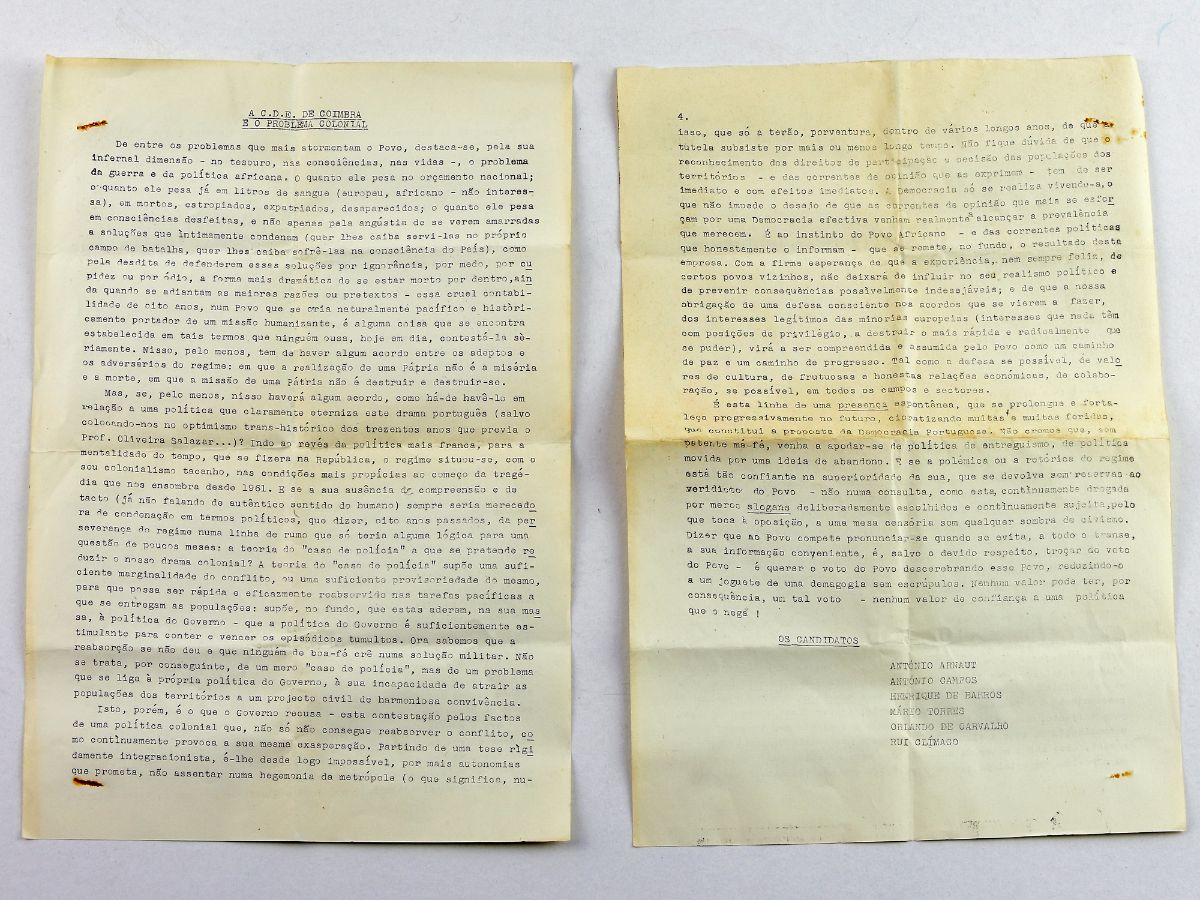 A C.D.E. DE COIMBRA
E O PROBLEMA COLONIAL
De entre os problemas que mais atormentam o Povo, destaca-se, pela sua
infernal dimensão - no tesouro, nas consciências, nas vidas -, o problema
da guerra e da política africana. O quanto ele pesa no orçamento nacional;
o quanto ele pesa já em litros de sangue (europeu, africano - não interes-
sa), em mortos, estropiados, expatriados, desaparecidos; o quanto ele pesa
em consciências desfeitas, e não apenas pela angústia de se verem amarradas
a soluções que ìntimamente condenam (quer lhes caiba servi-las no próprio
campo de batalha, quer lhes caiba sofrê-las na consciência do País), como
pela desdita de defenderem essas soluções por ignorância, por medo, por cu
pidez ou por ódio, a forma mais dramática de se estar morto por dentro, ain
da quando se adiantam as maiores razões ou pretextos - essa cruel contabi-
lidade de oito anos, num Povo que se cria naturalmente pacífico e històri-
camente portador de um missão humanizante, é alguma coisa que se encontra
estabelecida em tais termos que ninguém ousa, hoje em dia, contestá-la sè-
riamente. Nisso, pelo menos, tem de haver algum acordo entre os adeptos e
os adversários do regime: em que a realização de uma Pátria não é a miséria
e a morte, em que a missão de uma Pátria não é destruir e destruir-se.
Mas, se, pelo menos, nisso haverá algum acordo, como há-de havê-lo em
relação a uma política que claramente eterniza este drama português (salvo
colocando-nos no optimismo trans-histórico dos trezentos anos que previa o
Prof. Oliveira Salazar...)? Indo ao revés da política mais franca, para a
mentalidade do tempo, que se fizera na República, o regime situou-se, com o
seu colonialismo tacanho, nas condições mais propícias ao começo da tragé-
dia que nos ensombra desde 1961. E se a sua ausência de compreensão e de
tacto (já não falando de autêntico sentido do humano) sempre seria merecedo
ra de condenação em termos políticos, que dizer, oito anos passados, da per
severança do regime numa linha de rumo que só teria alguma lógica para uma
questão de poucos meses: a teoria do "caso de polícia" a que se pretende re
duzir o nosso drama colonial? A teoria do "caso de polícia" supõe uma sufi-
ciente marginalidade do conflito, ou uma suficiente provisoriedade do mesmo,
para que possa ser rápida e eficazmente reabsorvido nas tarefas pacíficas a
que se entregam as populações: supõe, no fundo, que estas aderem, na sua mas
sa, à política do Governo - que a política do Governo é suficientemente es-
timulante para conter e vencer os episódicos tumultos. Ora sabemos que a
reabsorção se não deu e que ninguém de boa-fé crê numa solução militar. Não
se trata, por conseguinte, de um mero "caso de polícia", mas de um problema
que se liga à própria política do Governo, à sua incapacidade de atrair as
populações dos territórios a um projecto civil de harmoniosa convivência.
Isto, porém, é o que o Governo recusa - esta contestação pelos factos
de uma política colonial que, não só não consegue reabsorver o conflito, co
mo contìnuamente provoca a sua mesma exasperação. Partindo de uma tese rìgi
damente integracionista, é-lhe desde logo impossível, por mais autonomias
que prometa, não assentar numa hegemonia da metrópole (o que significa, nu-
4.
isso, que só a terão, porventura, dentro de vários longos anos, de que a
tutela subsiste por mais ou menos longo tempo. Não fique dúvida de que o
reconhecimento dos direitos de participação e decisão das populações dos
territórios - e das correntes de opinião que as exprimem - tem de ser
imediato e com efeitos imediatos. A Democracia só se realiza vivendo-a, o
que não impede o desejo de que as correntes de opinião que mais se esfor
çam por uma Democracia efectiva venham realmente a alcançar a prevalência
que merecem. É ao instinto do Povo Africano - e das correntes políticas
que honestamente o informam - que se remete, no fundo, o resultado desta
empresa. Com a firme esperança de que a experiência, nem sempre feliz, de
certos povos vizinhos, não deixará de influir no seu realismo político e
de prevenir consequências possìvelmente indesejáveis; e de que a nossa
obrigação de uma defesa consciente nos acordos que se vierem a fazer,
dos interesses legítimos das minorias europeias (interesses que nada têm
com posições de privilégio, a destruir o mais rápida e radicalmente que
se puder), virá a ser compreendida e assumida pelo Povo como um caminho
de paz e um caminho de progresso. Tal como a defesa se possível, de valo
res de cultura, de frutuosas e honestas relações económicas, de colabo-
ração, se possível, em todos os campos e sectores.
É esta linha de uma presença espontânea, que se prolongue e forta-
leça progressivamente no futuro, cicatrizando muitas e muitas feridas,
que constitui a proposta da Democracia Portuguesa. Não cremos que, sem
patente má-fé, venha a apodar-se de política de entreguismo, de política
movida por uma ideia de abandono. E se a polémica ou a retórica do regime
está tão confiante na superioridade da sua, que se devolva sem reservas ao
veridicto do Povo - não numa consulta, como esta, contìnuamente drogada
por meros slogans deliberadamente escolhidos e contìnuamente sujeita, pelo
que toca à oposição, a uma mesa censória sem qualquer sombra de civismo.
Dizer que ao Povo compete pronunciar-se quando se evita, a todo o transe,
a sua informação conveniente, é, salvo o devido respeito, troçar do voto
do Povo - é querer o voto do Povo descerebrando esse Povo, reduzindo-o
a um joguete de uma demagogia sem escrúpulos. Nenhum valor pode ter, por
consequência, um tal voto - nenhum valor de confiança a uma política
que o nega !
OS CANDIDATOS
ANTÓNIO ARNAUT
ANTÓNIO CAMPOS
HENRIQUE DE BARROS
MÁRIO TORRES
ORLANDO DE CARVALHO
RUI CLÍMACO